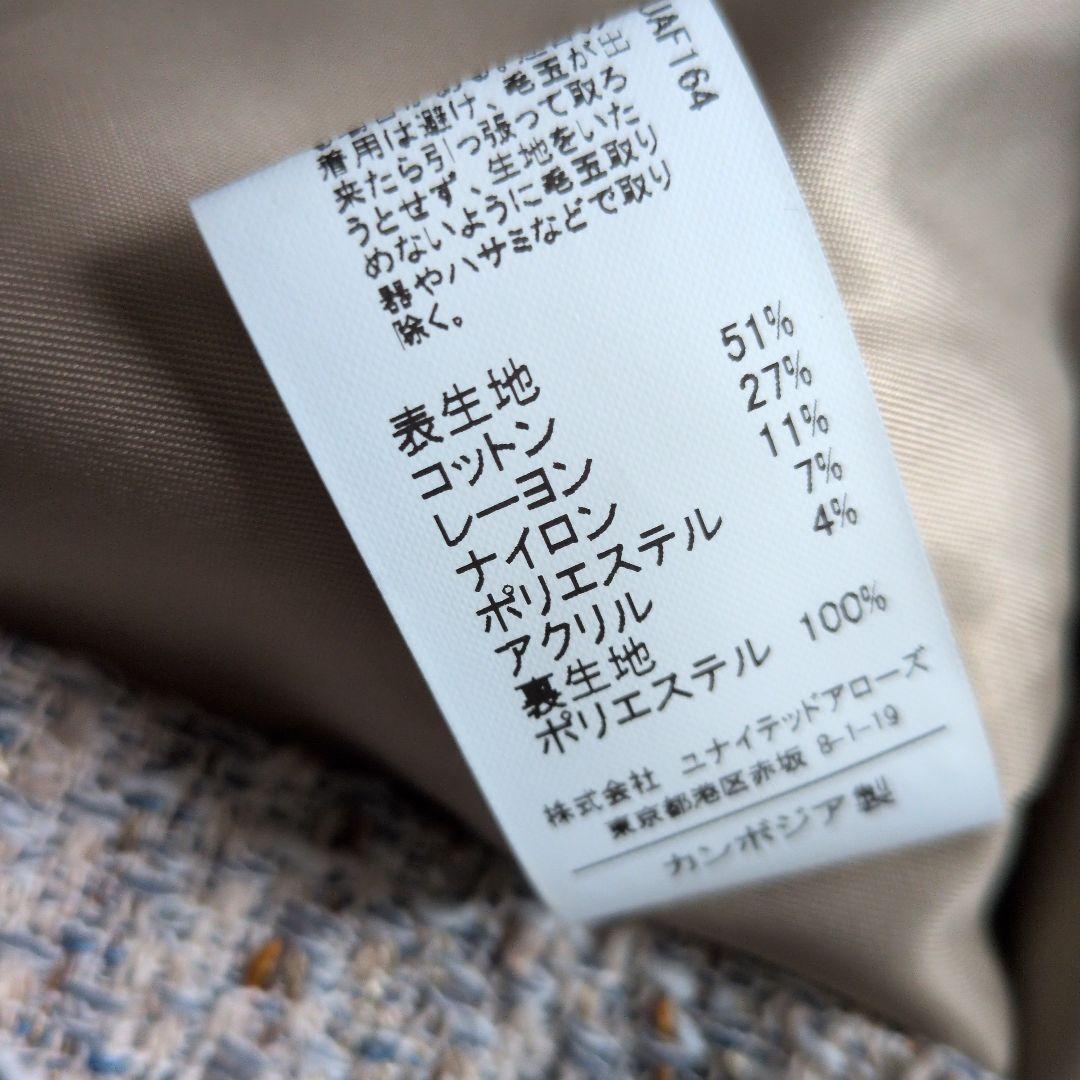 UAF164
着用は避け、毛玉が出
来たら引っ張って取ろ
うとせず、生地をいた
めないように毛玉取り
器やハサミなどで取り
除く。
表生地
コットン 51%
レーヨン 27%
ナイロン 11%
ポリエステル 7%
アクリル 4%
裏生地
ポリエステル 100%
株式会社 ユナイテッドアローズ
東京都港区赤坂 8-1-19
カンボジア製